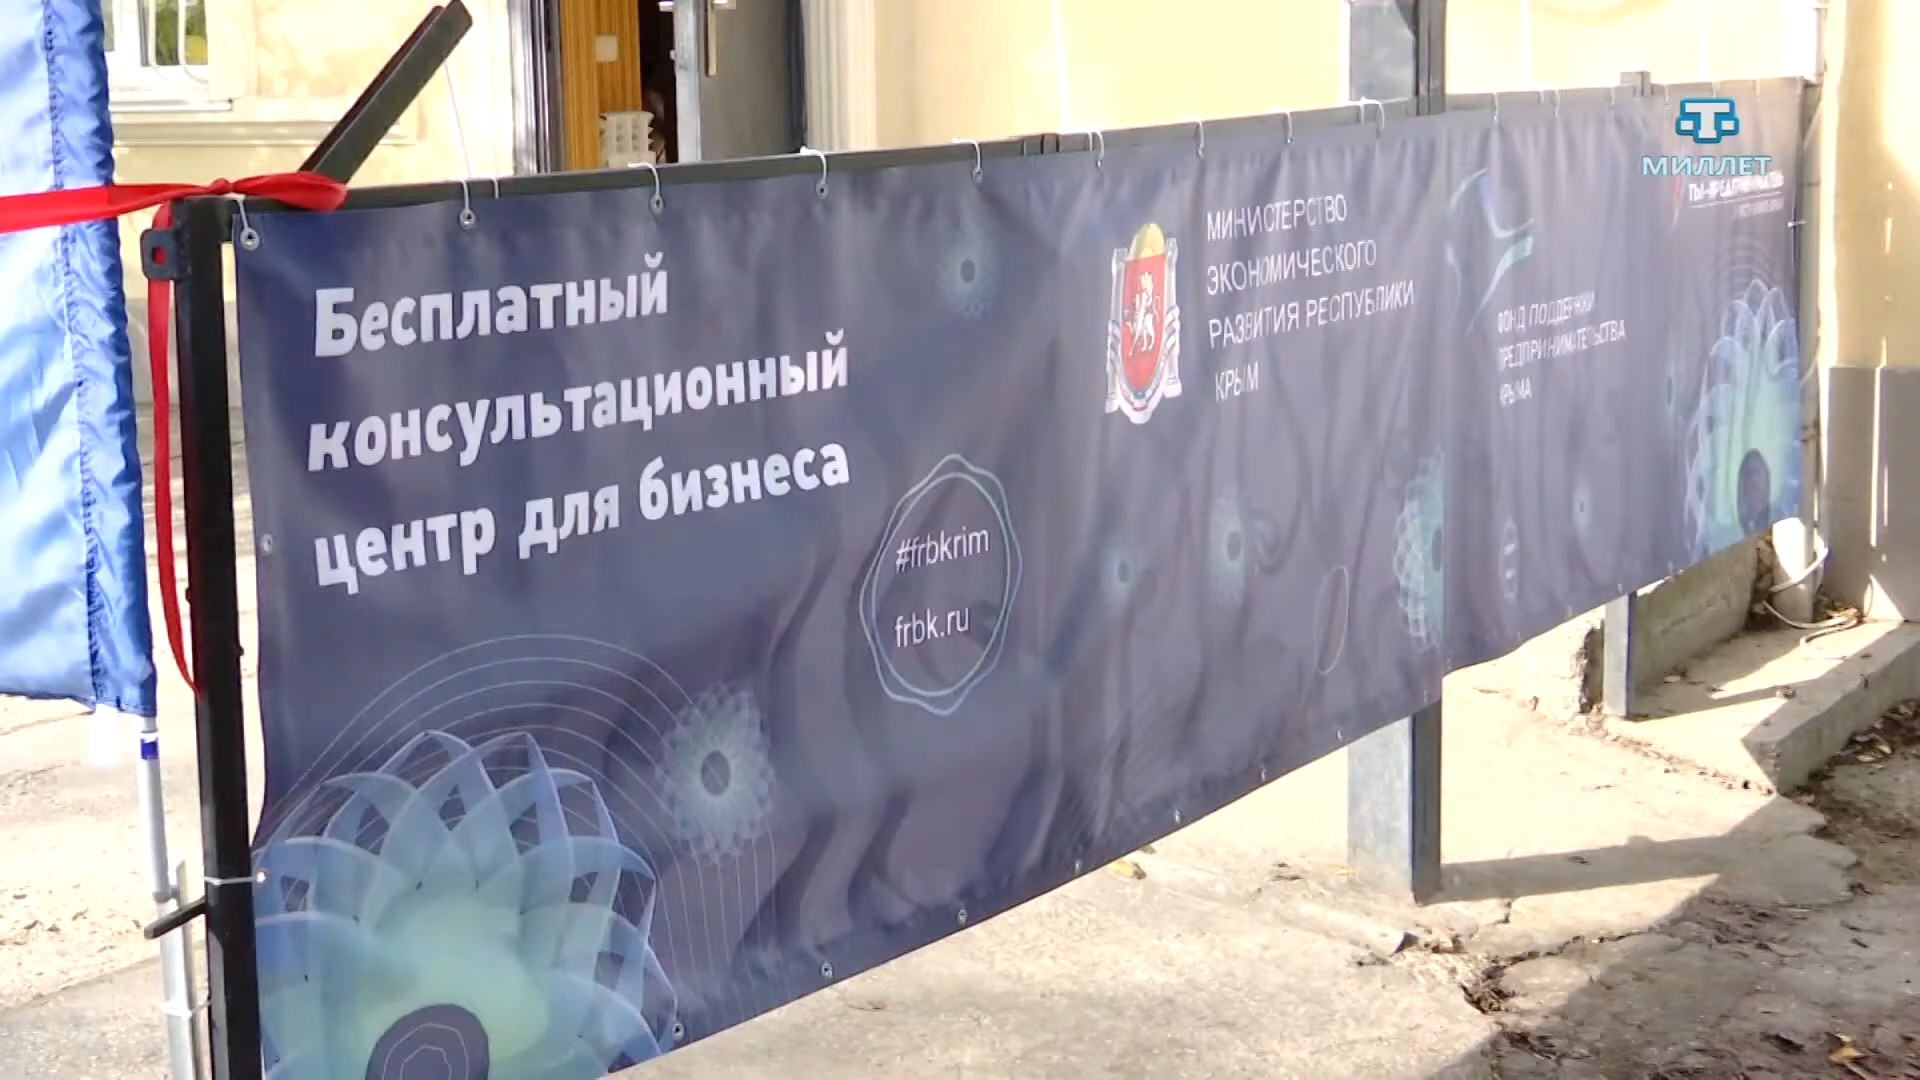 Бесплатный
консультационный
центр для бизнеса
#frbkrim
frbk.ru
МИНИСТЕРСТВО
ЭКОНОМИЧЕСКОГО
РАЗВИТИЯ РЕСПУБЛИКИ
КРЫМ
ФОНД ПОДДЕРЖКИ
ПРЕДПРИНИМАТЕЛЬСТВА
КРЫМА
МИЛЛЕТ